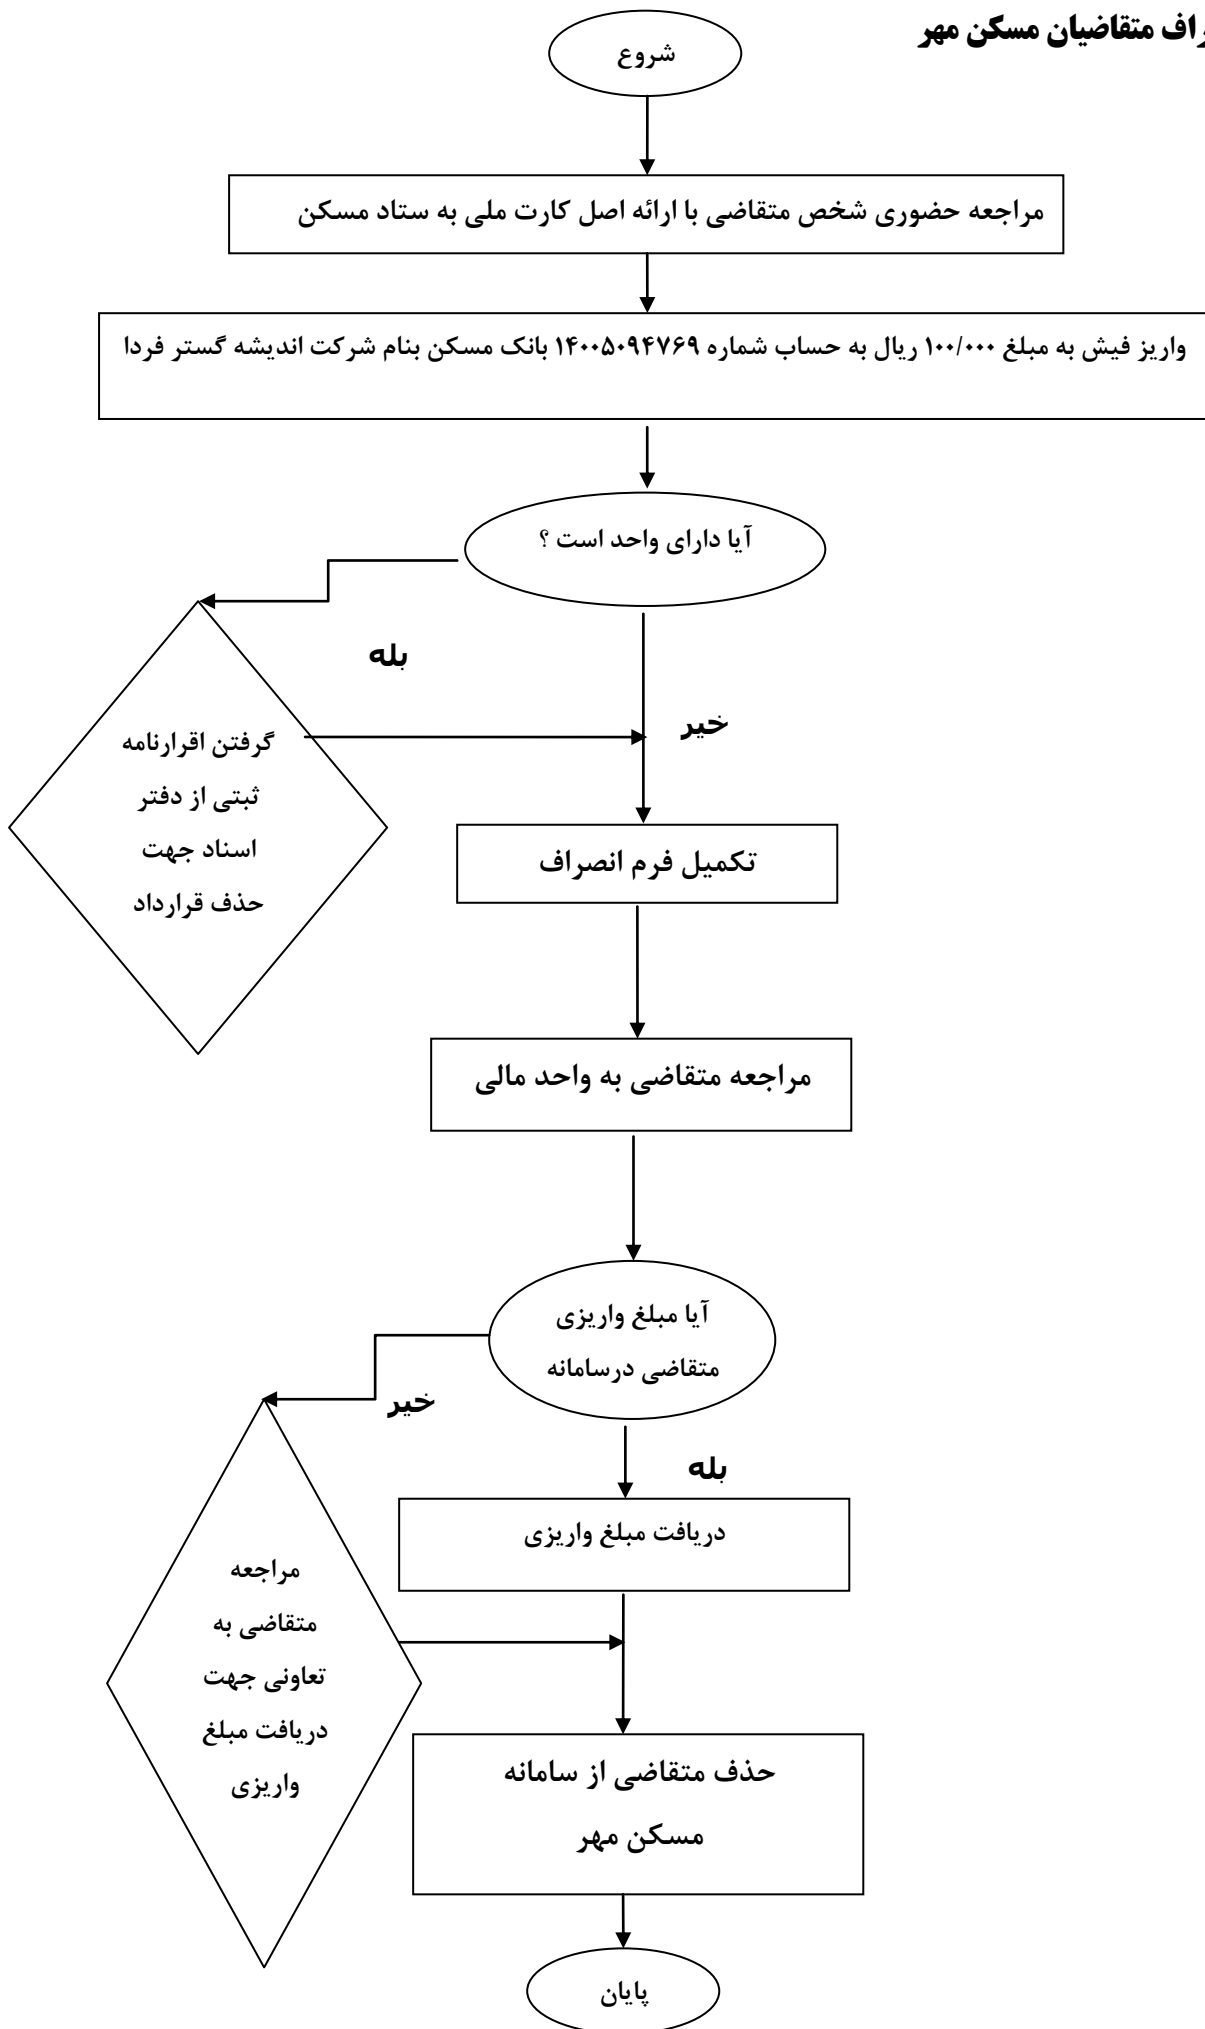 متقاضیان مسکن مهر
شروع
مراجعه حضوری شخص متقاضی با ارائه اصل کارت ملی به ستاد مسکن
واریز فیش به مبلغ ۱۰۰/۰۰۰ ریال به حساب شماره ۱۴۰۰۵۰۹۴۷۶۹ بانک مسکن بنام شرکت اندیشه گستر فردا
آیا دارای واحد است ؟
بله
خیر
گرفتن اقرارنامه
ثبتی از دفتر
اسناد جهت
حذف قرارداد
تکمیل فرم انصراف
مراجعه متقاضی به واحد مالی
آیا مبلغ واریزی
متقاضی درسامانه
خیر
بله
دریافت مبلغ واریزی
مراجعه
متقاضی به
تعاونی جهت
دریافت مبلغ
واریزی
حذف متقاضی از سامانه
مسکن مهر
پایان